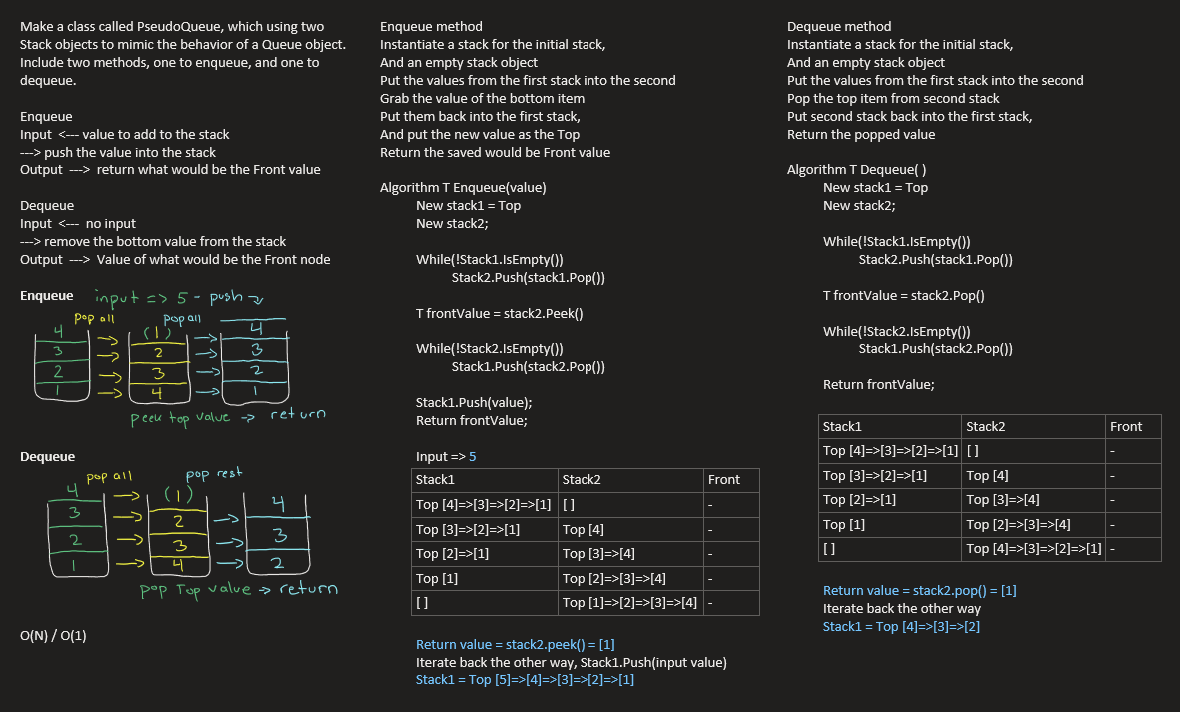 Make a class called PseudoQueue, which using two
Stack objects to mimic the behavior of a Queue object.
Include two methods, one to enqueue, and one to
dequeue.
Enqueue
Input <--- value to add to the stack
---> push the value into the stack
Output ---> return what would be the Front value
Dequeue
Input <--- no input
---> remove the bottom value from the stack
Output ---> Value of what would be the Front node
Enqueue input => 5 - push
pop all pop all
4 (1) 4
3 2 3
2 3 2
1 4 1
peek top value -> return
Dequeue
pop all pop rest
4 (1) 4
3 2 3
2 3 2
1 4
pop Top value -> return
O(N) / O(1)
Enqueue method
Instantiate a stack for the initial stack,
And an empty stack object
Put the values from the first stack into the second
Grab the value of the bottom item
Put them back into the first stack,
And put the new value as the Top
Return the saved would be Front value
Algorithm T Enqueue(value)
New stack1 = Top
New stack2;
While(!Stack1.IsEmpty())
Stack2.Push(stack1.Pop())
T frontValue = stack2.Peek()
While(!Stack2.IsEmpty())
Stack1.Push(stack2.Pop())
Stack1.Push(value);
Return frontValue;
Input => 5
Stack1 Stack2 Front
Top [4]=>[3]=>[2]=>[1] [ ] -
Top [3]=>[2]=>[1] Top [4] -
Top [2]=>[1] Top [3]=>[4] -
Top [1] Top [2]=>[3]=>[4] -
[ ] Top [1]=>[2]=>[3]=>[4] -
Return value = stack2.peek() = [1]
Iterate back the other way, Stack1.Push(input value)
Stack1 = Top [5]=>[4]=>[3]=>[2]=>[1]
Dequeue method
Instantiate a stack for the initial stack,
And an empty stack object
Put the values from the first stack into the second
Pop the top item from second stack
Put second stack back into the first stack,
Return the popped value
Algorithm T Dequeue( )
New stack1 = Top
New stack2;
While(!Stack1.IsEmpty())
Stack2.Push(stack1.Pop())
T frontValue = stack2.Pop()
While(!Stack2.IsEmpty())
Stack1.Push(stack2.Pop())
Return frontValue;
Stack1 Stack2 Front
Top [4]=>[3]=>[2]=>[1] [ ] -
Top [3]=>[2]=>[1] Top [4] -
Top [2]=>[1] Top [3]=>[4] -
Top [1] Top [2]=>[3]=>[4] -
[ ] Top [4]=>[3]=>[2]=>[1] -
Return value = stack2.pop() = [1]
Iterate back the other way
Stack1 = Top [4]=>[3]=>[2]